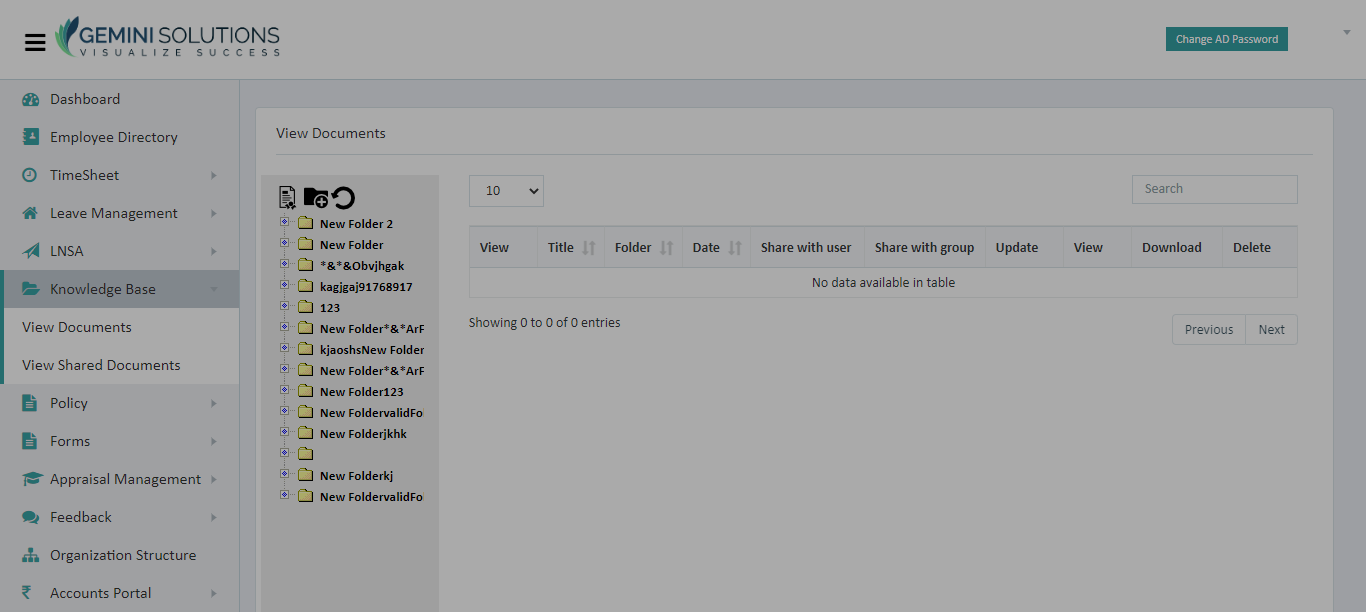 GEMINI SOLUTIONS
VISUALIZE SUCCESS
Change AD Password
Dashboard
Employee Directory
TimeSheet
Leave Management
LNSA
Knowledge Base
View Documents
View Shared Documents
Policy
Forms
Appraisal Management
Feedback
Organization Structure
Accounts Portal
View Documents
New Folder 2
New Folder
*&*&Obvjhgak
kagjgaj91768917
123
New Folder*&*ArF
kjaoshsNew Folder
New Folder*&*ArF
New Folder123
New FoldervalidFo
New Folderjkhk
New Folderkj
New FoldervalidFo
10
Search
View Title Folder Date Share with user Share with group Update View Download Delete
No data available in table
Showing 0 to 0 of 0 entries
Previous Next